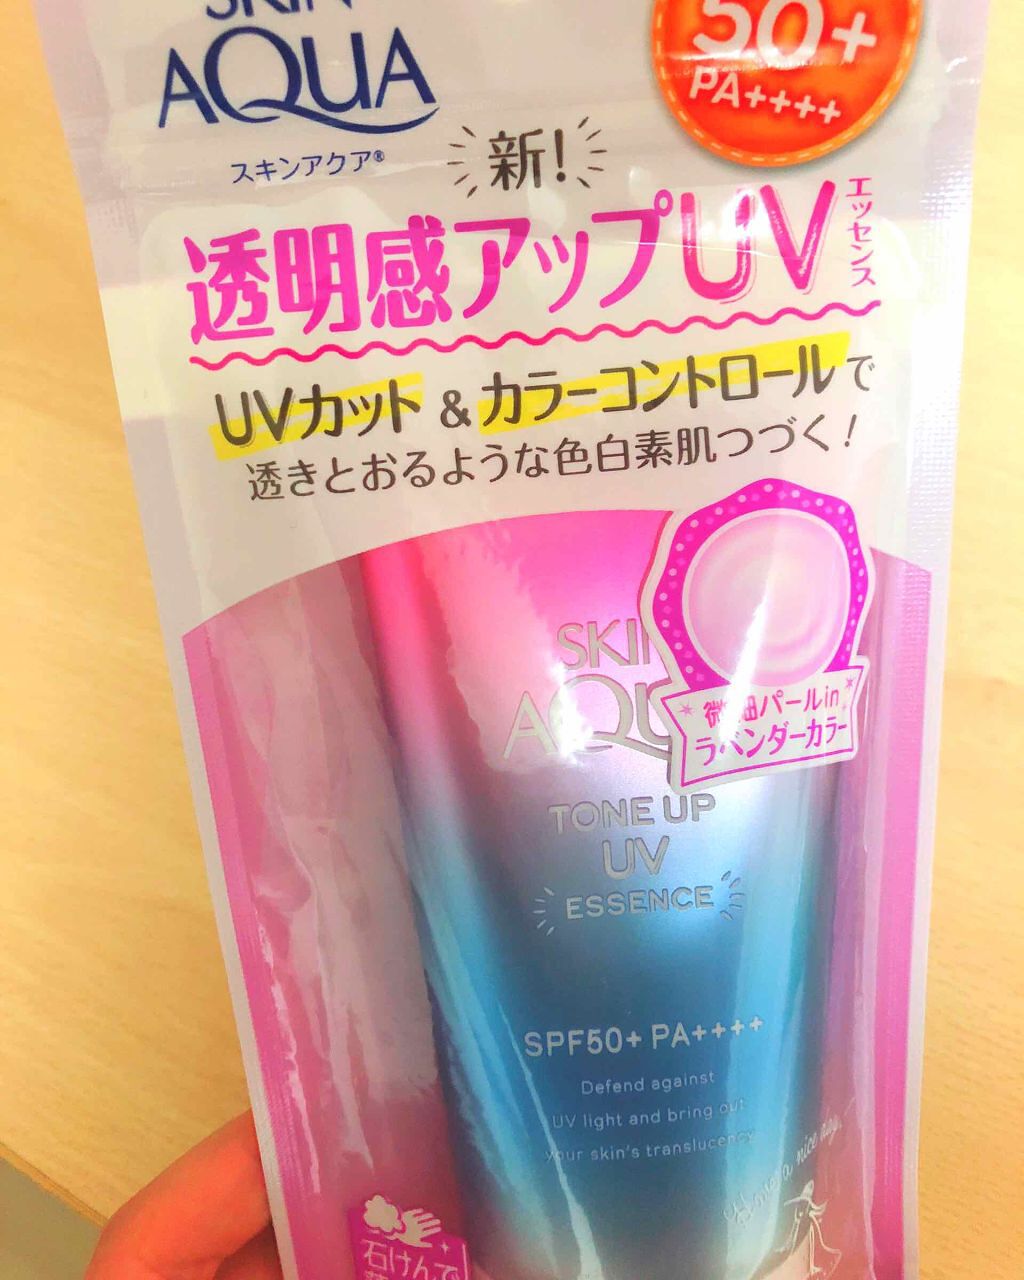 SKIN
AQUA
スキンアクア®
50+
PA++++
新!
透明感アップUV
エッセンス
UVカット&カラーコントロールで
透きとおるような色白素肌つづく!
SKIN
AQU
微細パールin
ラベンダーカラー
TONE UP
UV
ESSENCE
SPF50+ PA++++
Defend against
UV light and bring out
your skin's translucency
Have a nice day!
石けんで